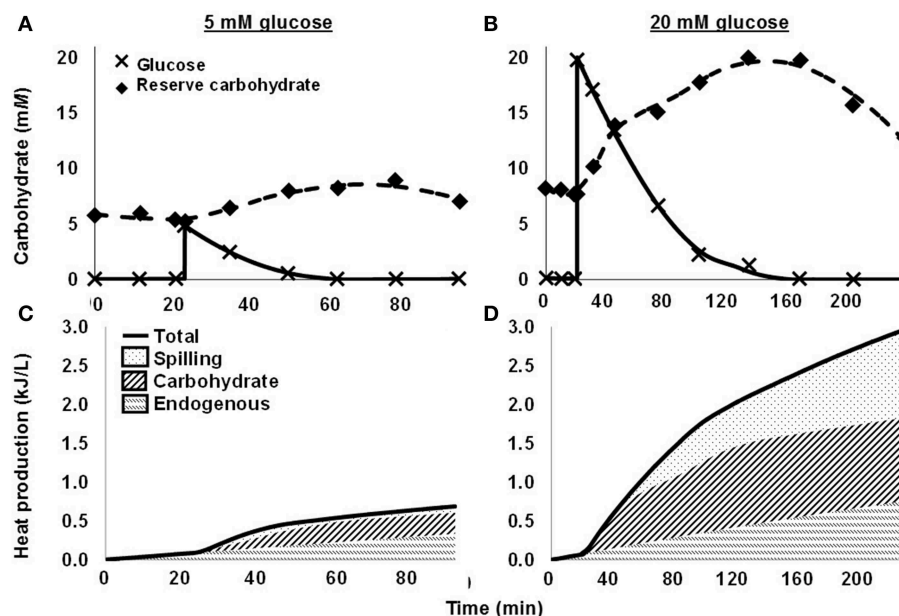 A
5 mM glucose
B
20 mM glucose
Carbohydrate (mM)
20
15
10
5
0
Glucose
Reserve carbohydrate
0 20 40 60 80
20
15
10
5
0
0 40 80 120 160 200
C
D
Heat production (kJ/L)
3.0
2.5
2.0
1.5
1.0
0.5
0.0
Total
Spilling
Carbohydrate
Endogenous
0 20 40 60 80
3.0
2.5
2.0
1.5
1.0
0.5
0.0
0 40 80 120 160 200
Time (min)